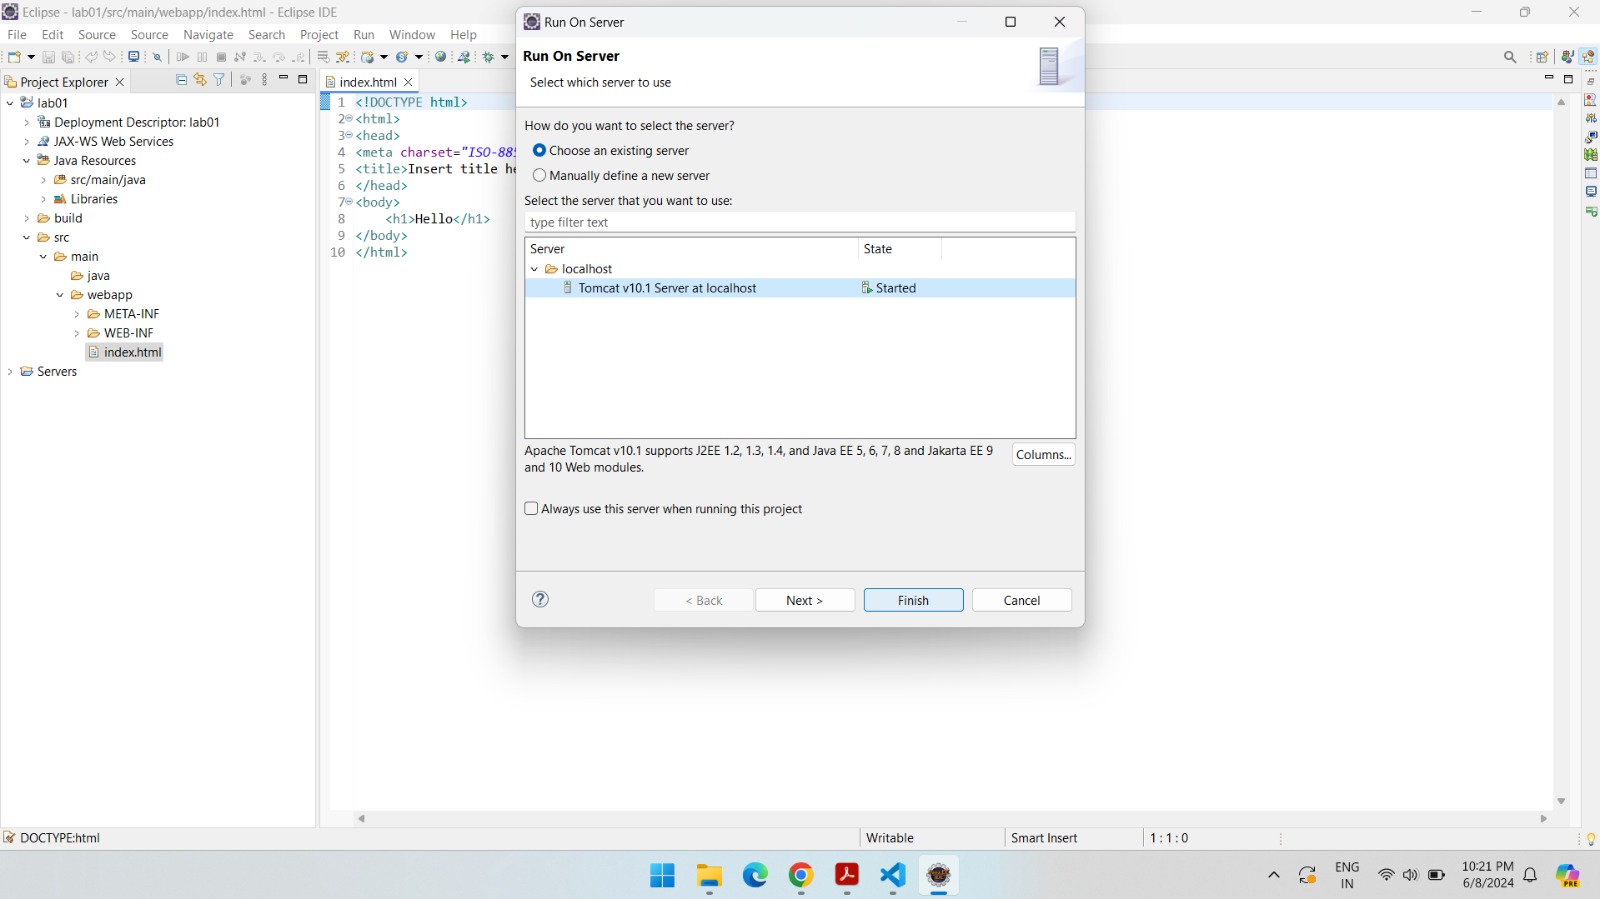 Eclipse - lab01/src/main/webapp/index.html - Eclipse IDE
File Edit Source Source Navigate Search Project Run Window Help
Project Explorer
lab01
Deployment Descriptor: lab01
JAX-WS Web Services
Java Resources
src/main/java
Libraries
build
src
main
java
webapp
META-INF
WEB-INF
index.html
Servers
index.html
1 <!DOCTYPE html>
2 <html>
3 <head>
4 <meta charset="ISO-885
5 <title>Insert title he
6 </head>
7 <body>
8 <h1>Hello</h1>
9 </body>
10 </html>
Run On Server
Run On Server
Select which server to use
How do you want to select the server?
Choose an existing server
Manually define a new server
Select the server that you want to use:
type filter text
Server State
localhost
Tomcat v10.1 Server at localhost Started
Apache Tomcat v10.1 supports J2EE 1.2, 1.3, 1.4, and Java EE 5, 6, 7, 8 and Jakarta EE 9
and 10 Web modules.
Columns...
Always use this server when running this project
? < Back Next > Finish Cancel
DOCTYPE:html Writable Smart Insert 1 : 1 : 0
ENG
IN
10:21 PM
6/8/2024
PRE